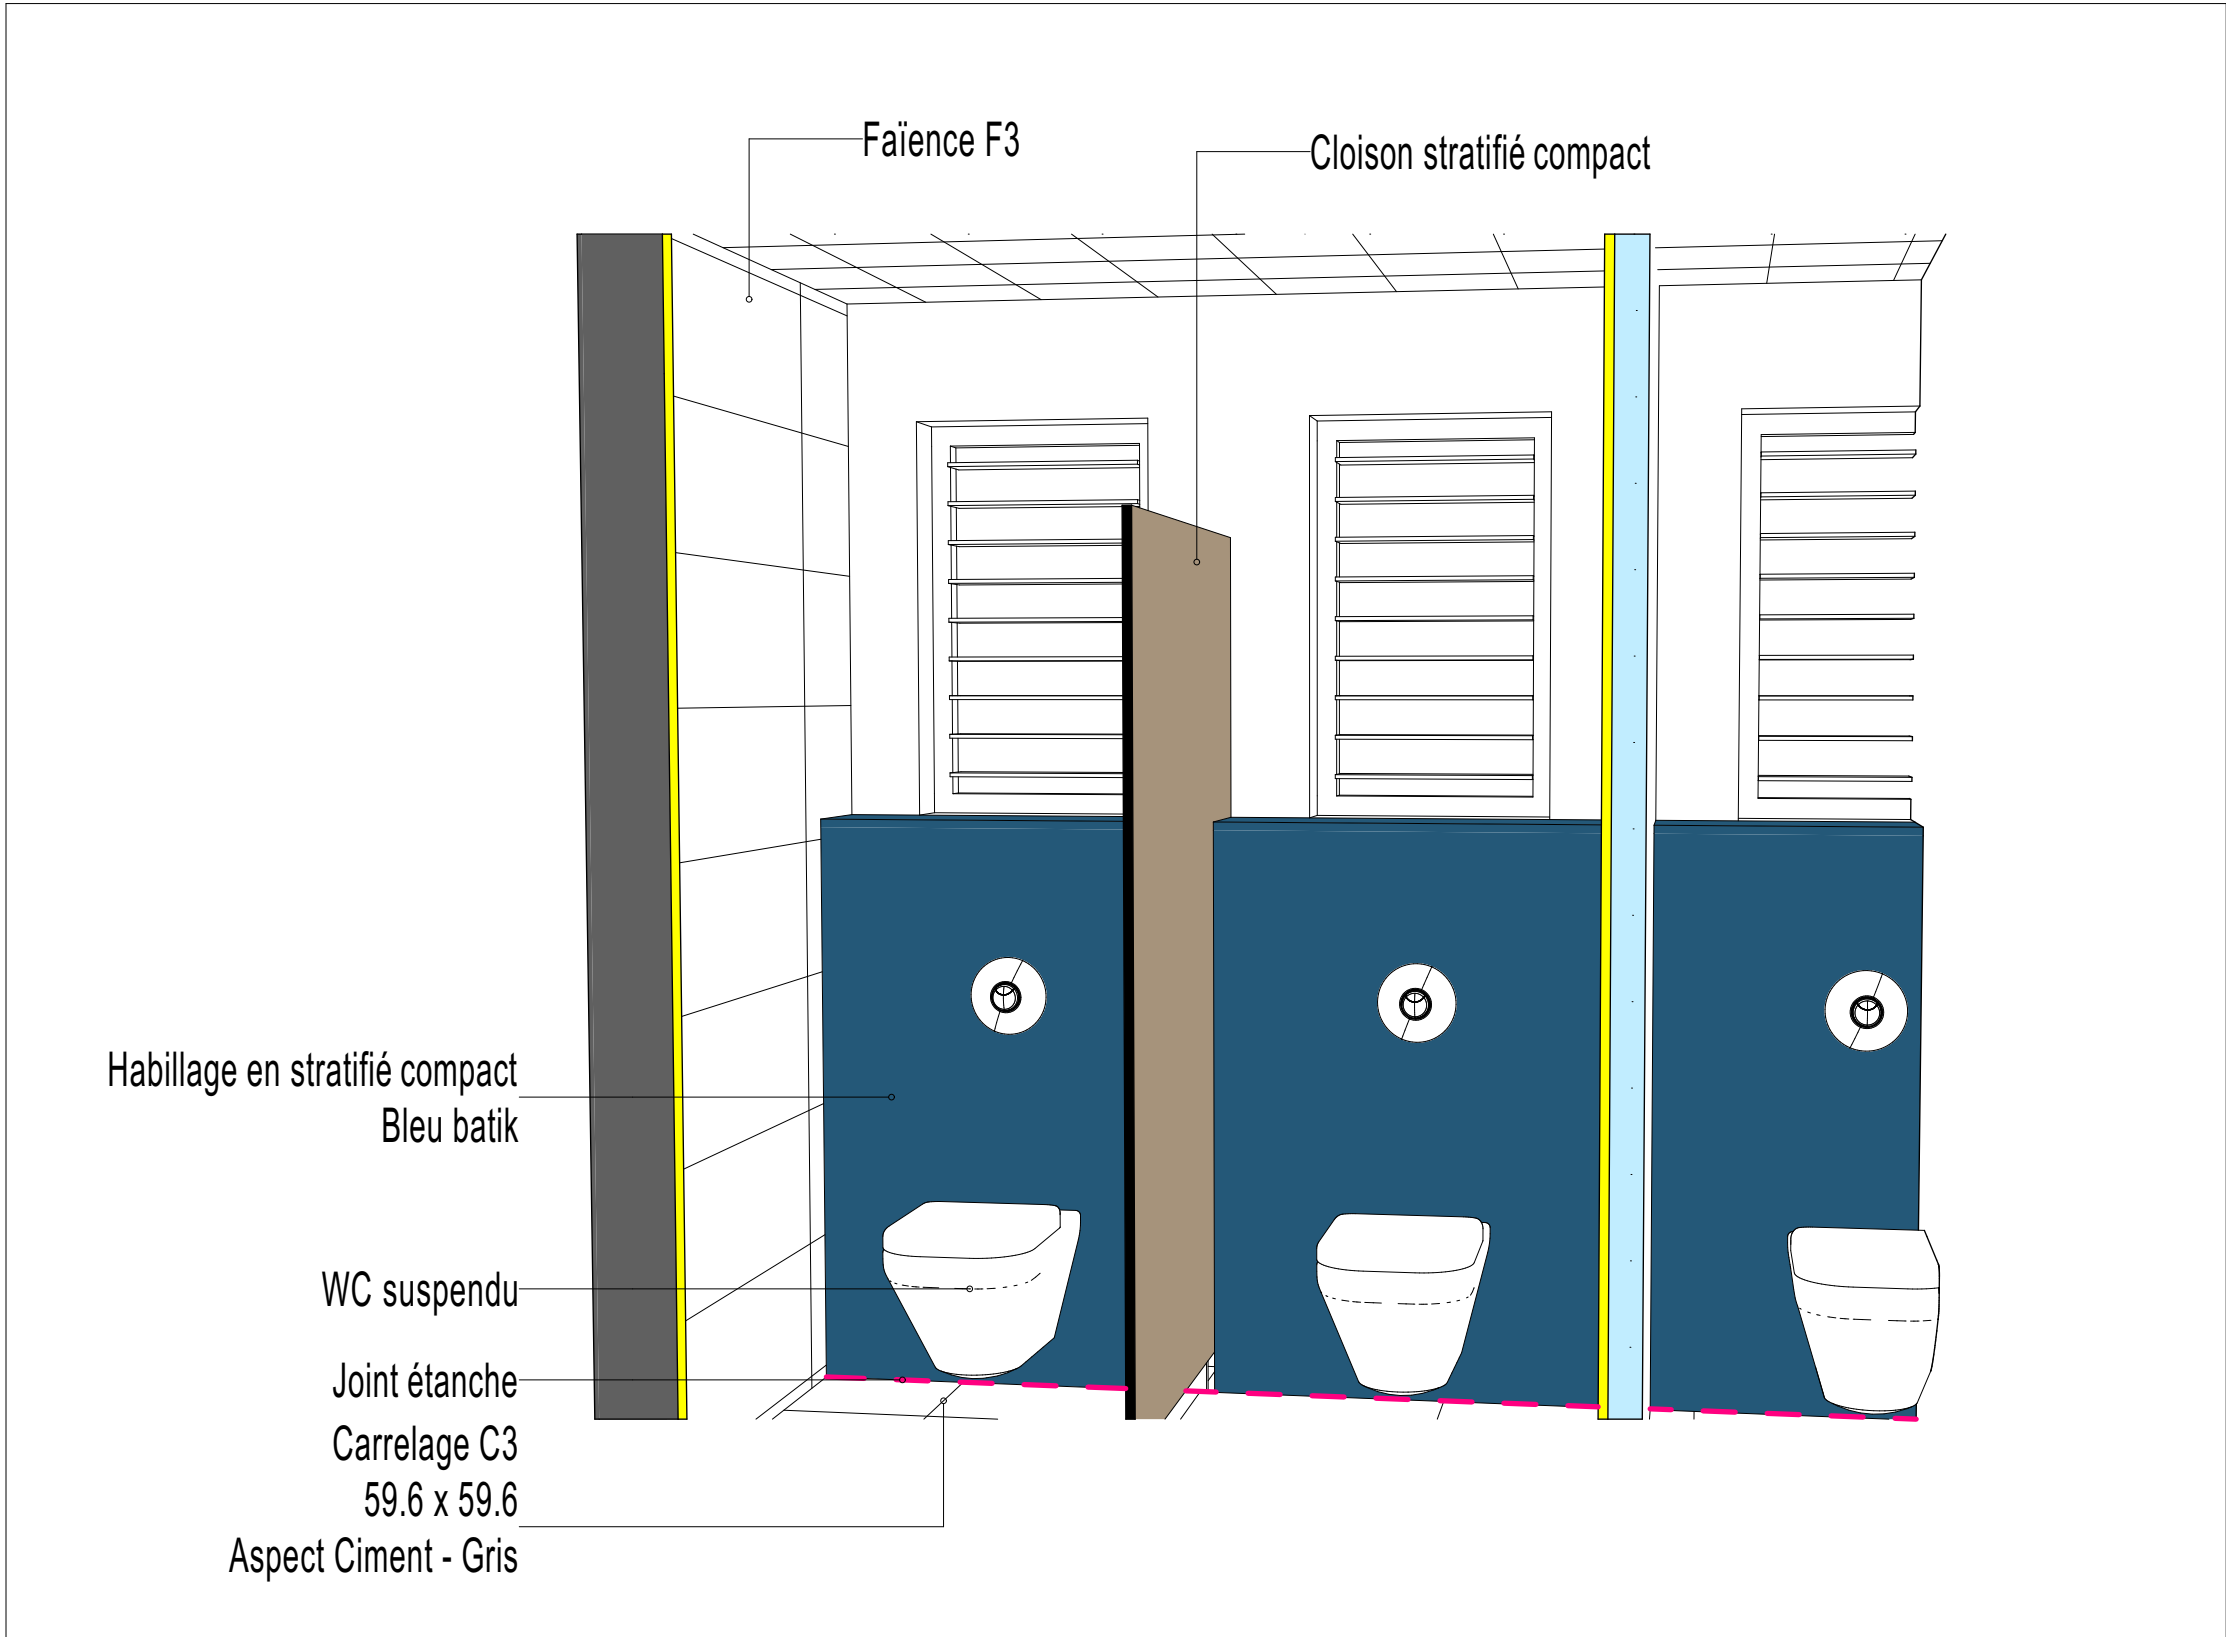 Faïence F3
Cloison stratifié compact
Habillage en stratifié compact
Bleu batik
WC suspendu
Joint étanche
Carrelage C3
59.6 x 59.6
Aspect Ciment - Gris